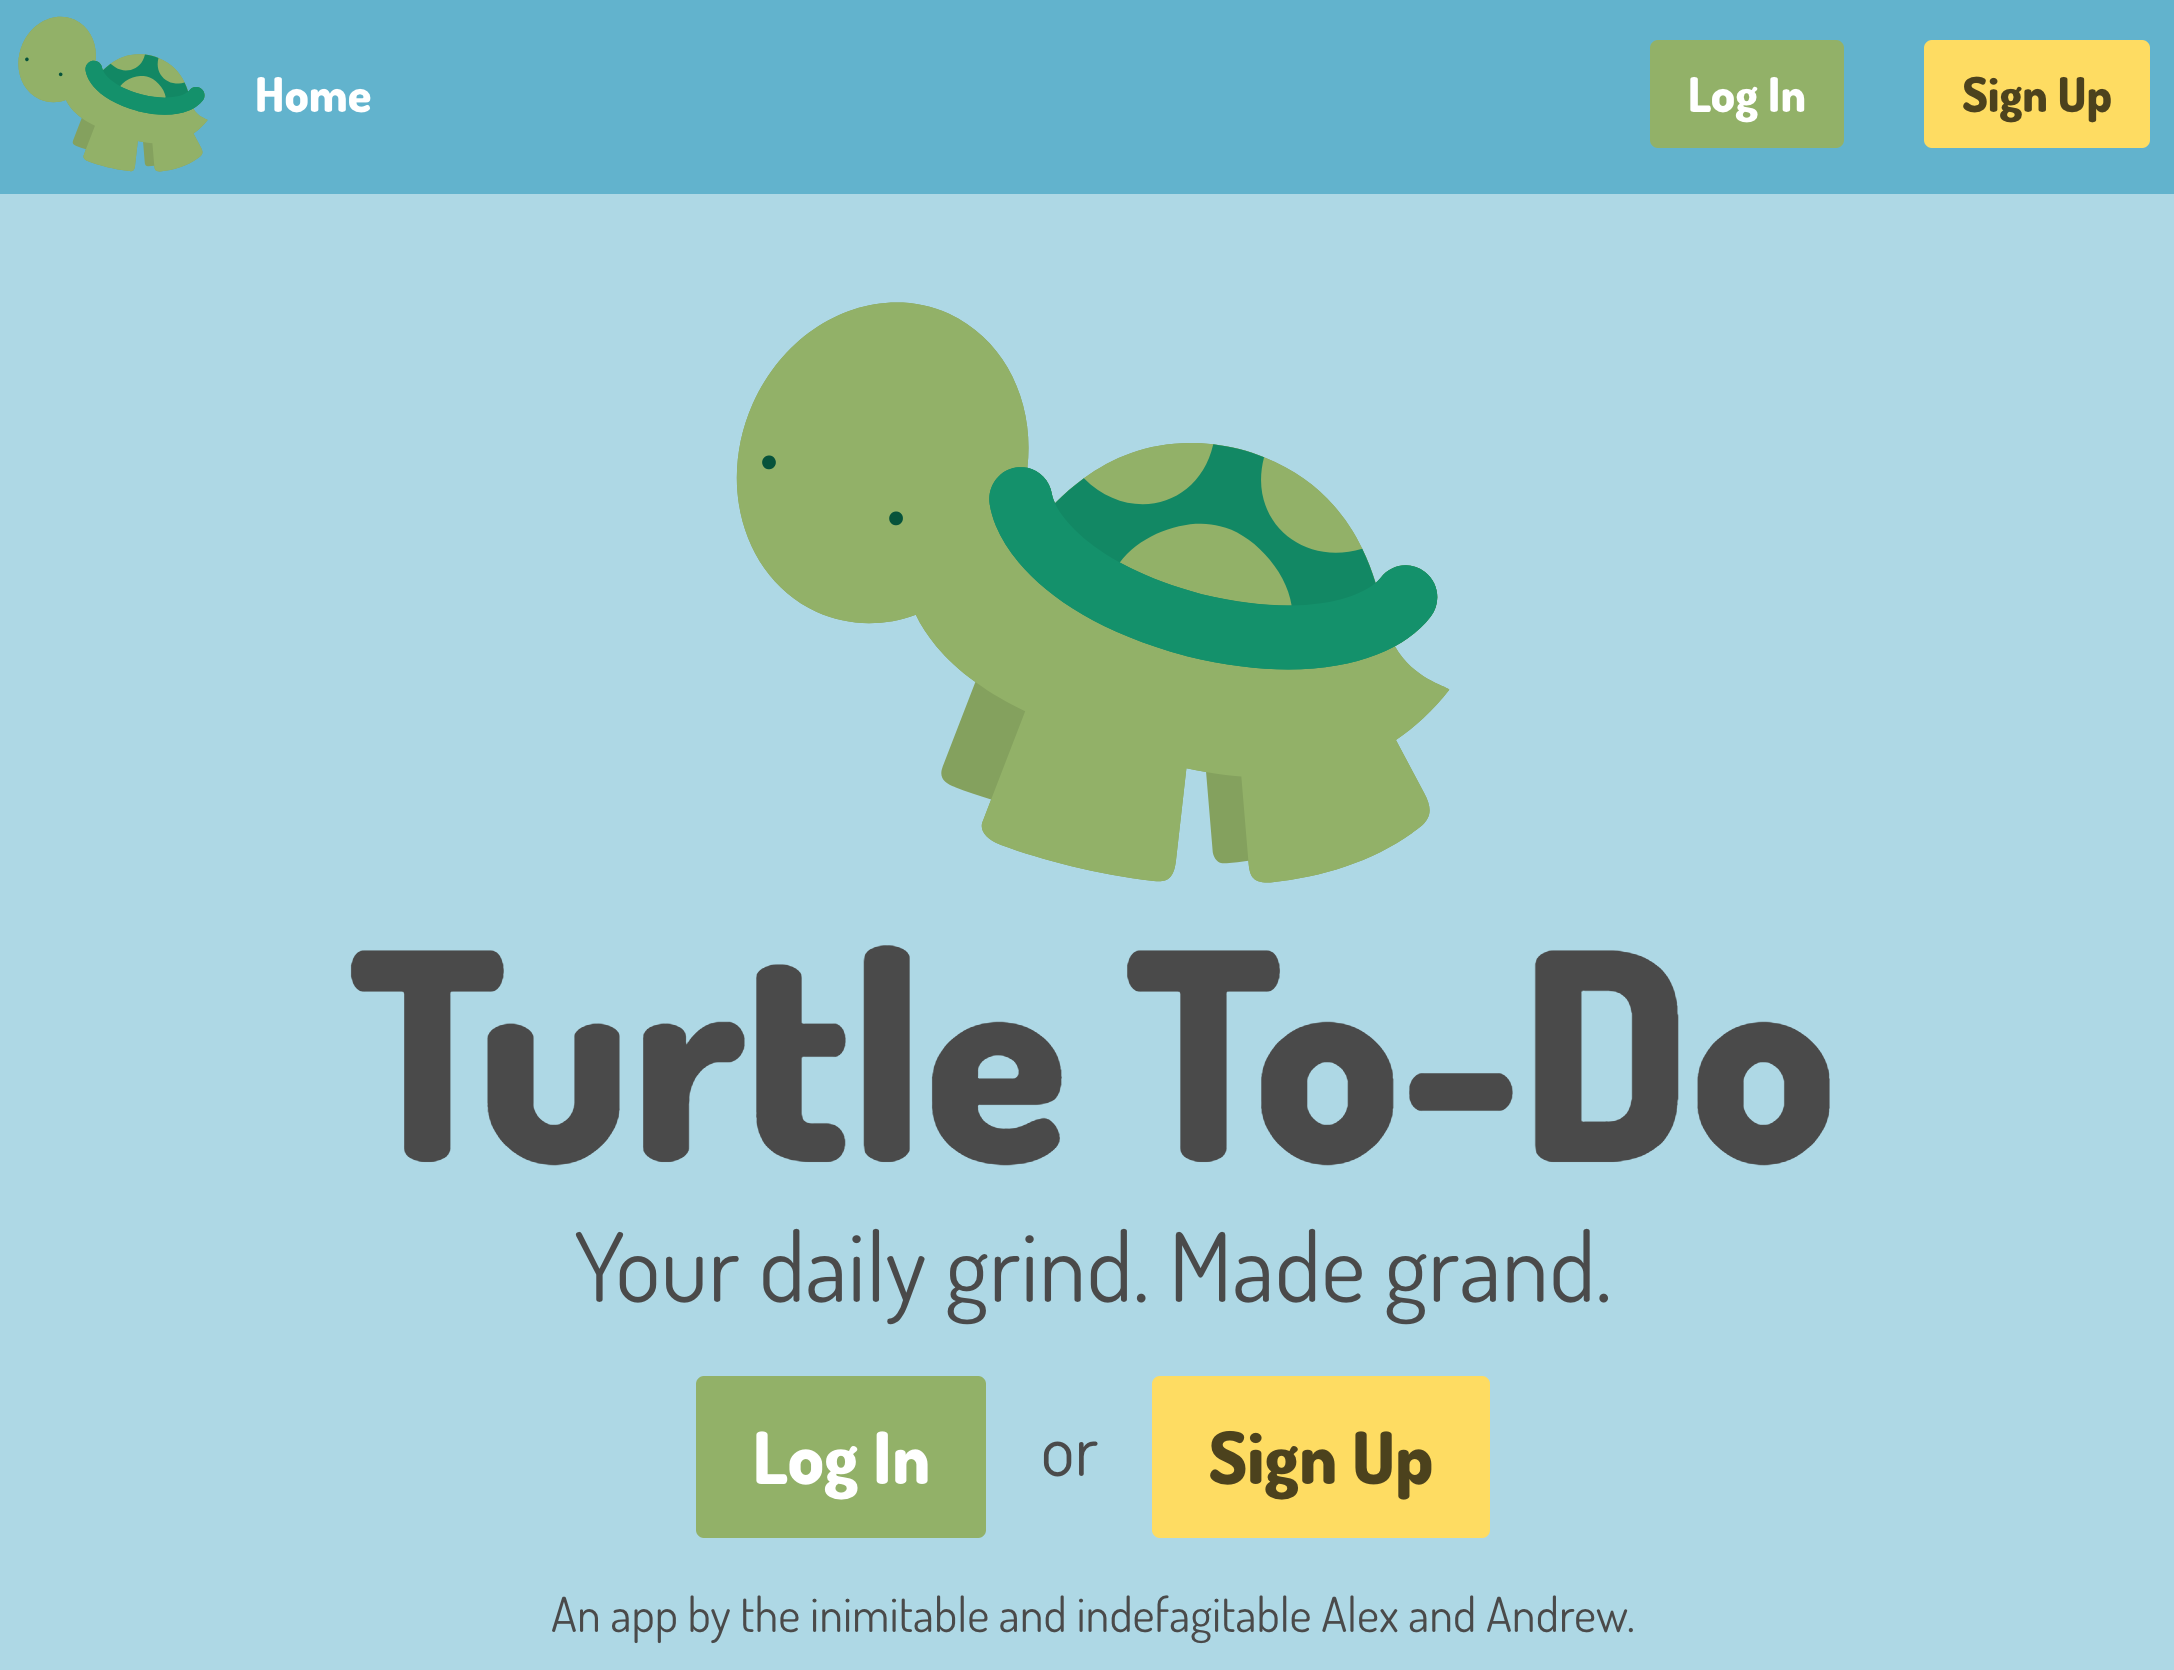 Home
Log In
Sign Up
Turtle To-Do
Your daily grind. Made grand.
Log In or Sign Up
An app by the inimitable and indefagitable Alex and Andrew.